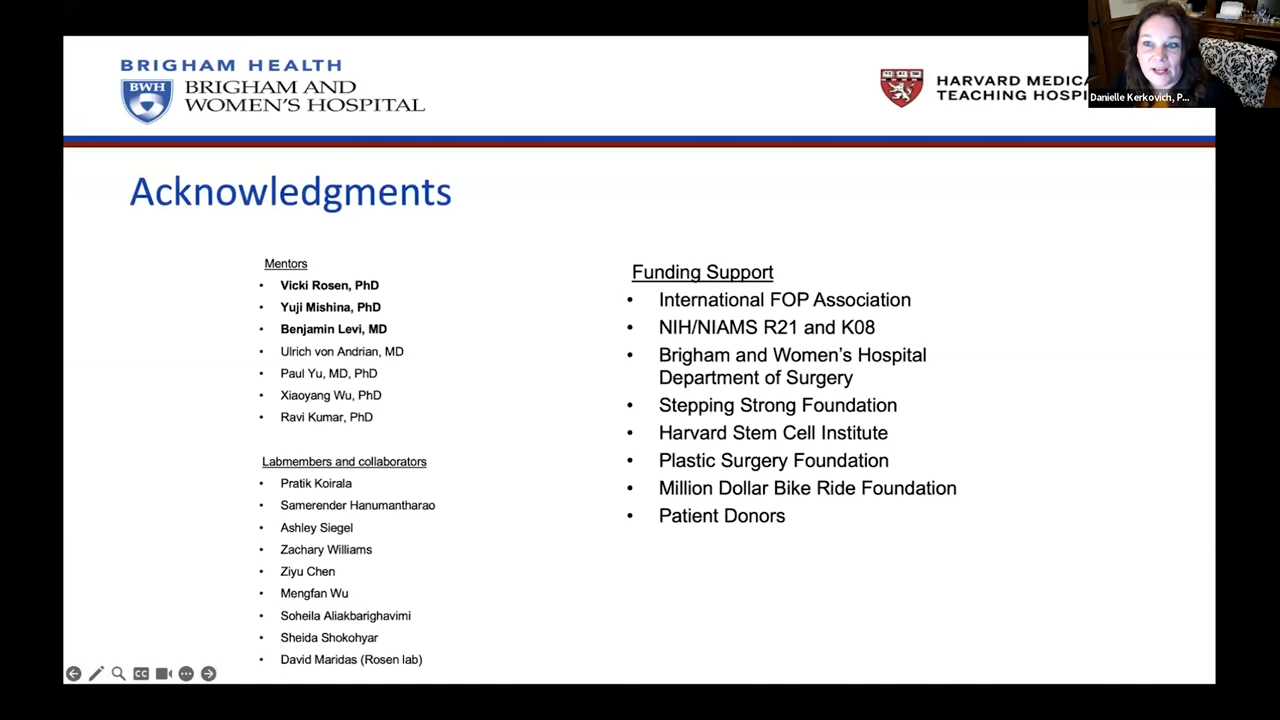 BRIGHAM HEALTH
BWH
BRIGHAM AND
WOMEN'S HOSPITAL
HARVARD MEDICA
TEACHING HOSPI
Danielle Kerkovich, P...
Acknowledgments
Mentors
• Vicki Rosen, PhD
• Yuji Mishina, PhD
• Benjamin Levi, MD
• Ulrich von Andrian, MD
• Paul Yu, MD, PhD
• Xiaoyang Wu, PhD
• Ravi Kumar, PhD
Labmembers and collaborators
• Pratik Koirala
• Samerender Hanumantharao
• Ashley Siegel
• Zachary Williams
• Ziyu Chen
• Mengfan Wu
• Soheila Aliakbarighavimi
• Sheida Shokohyar
• David Maridas (Rosen lab)
Funding Support
• International FOP Association
• NIH/NIAMS R21 and K08
• Brigham and Women's Hospital
Department of Surgery
• Stepping Strong Foundation
• Harvard Stem Cell Institute
• Plastic Surgery Foundation
• Million Dollar Bike Ride Foundation
• Patient Donors
CC